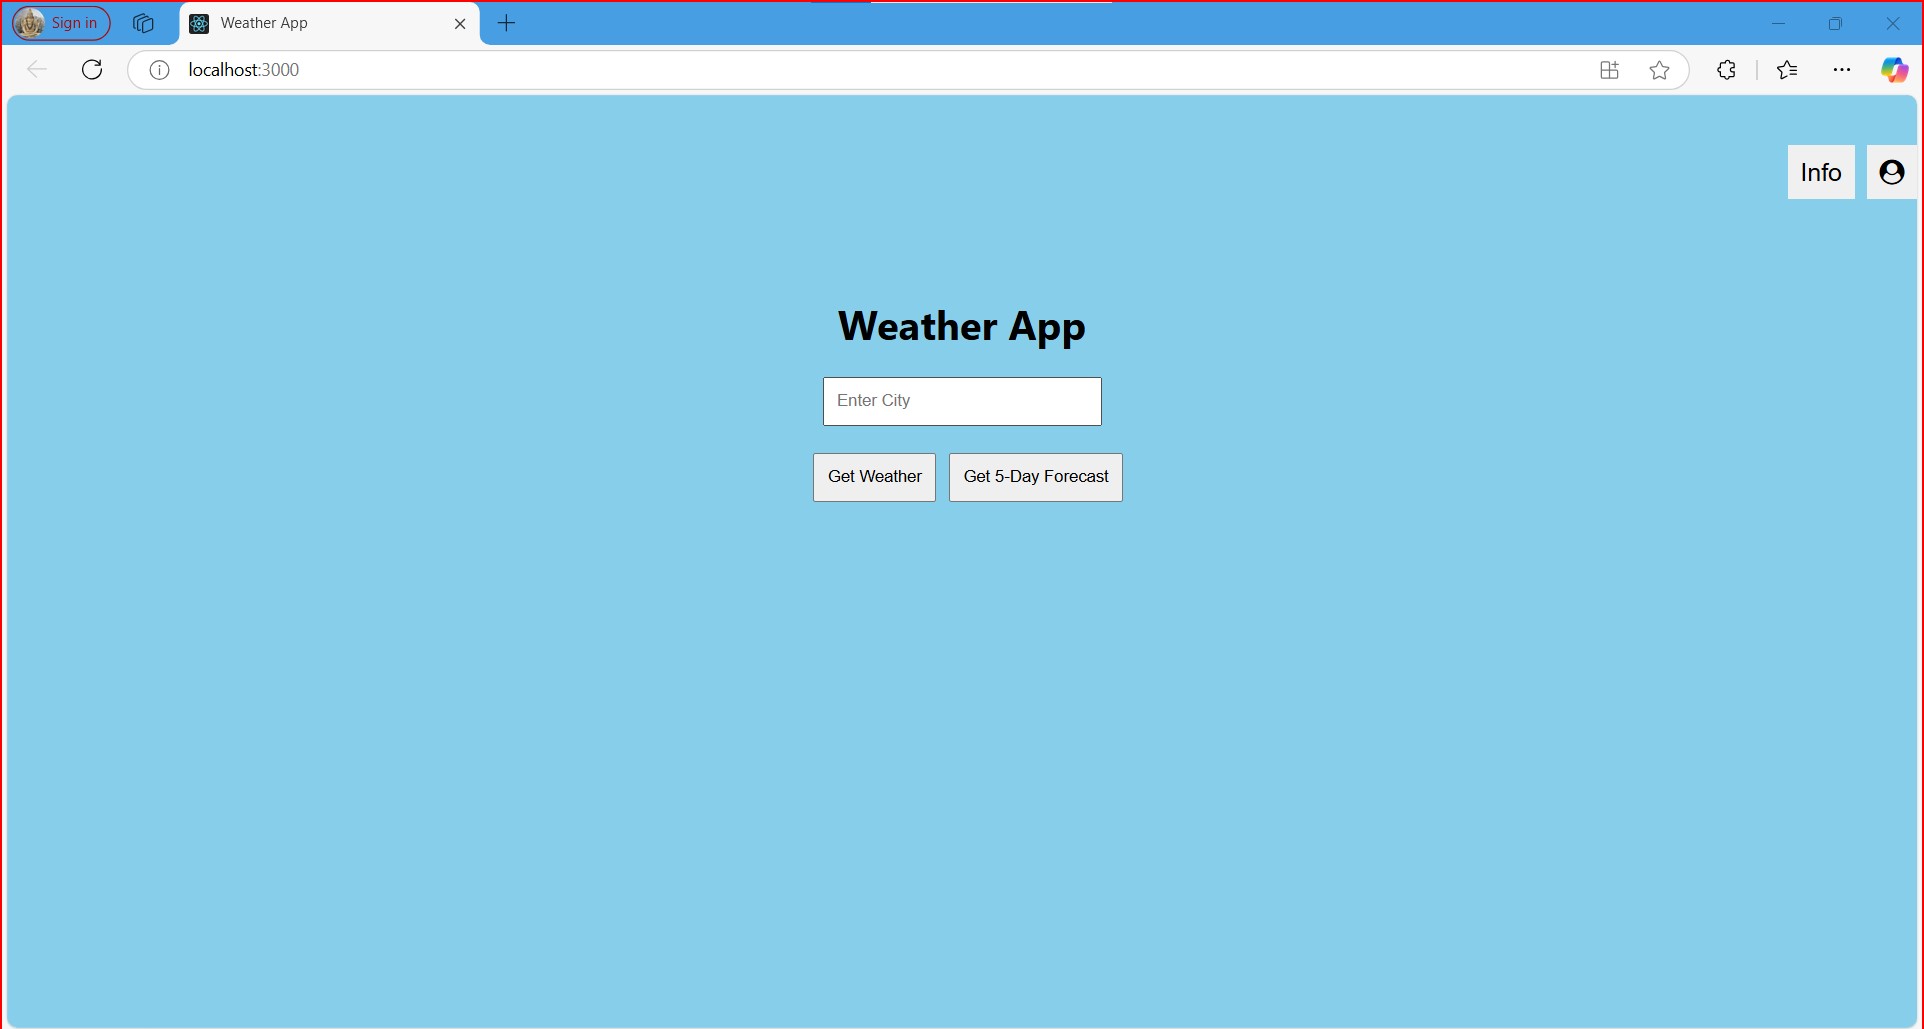 Sign in
Weather App
localhost:3000
Info
Weather App
Enter City
Get Weather
Get 5-Day Forecast